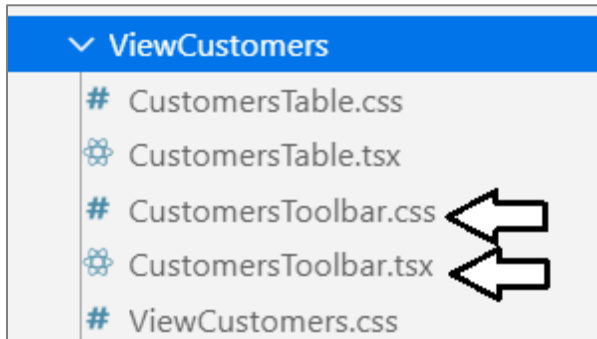 ViewCustomers
# CustomersTable.css
CustomersTable.tsx
# CustomersToolbar.css
CustomersToolbar.tsx
# ViewCustomers.css